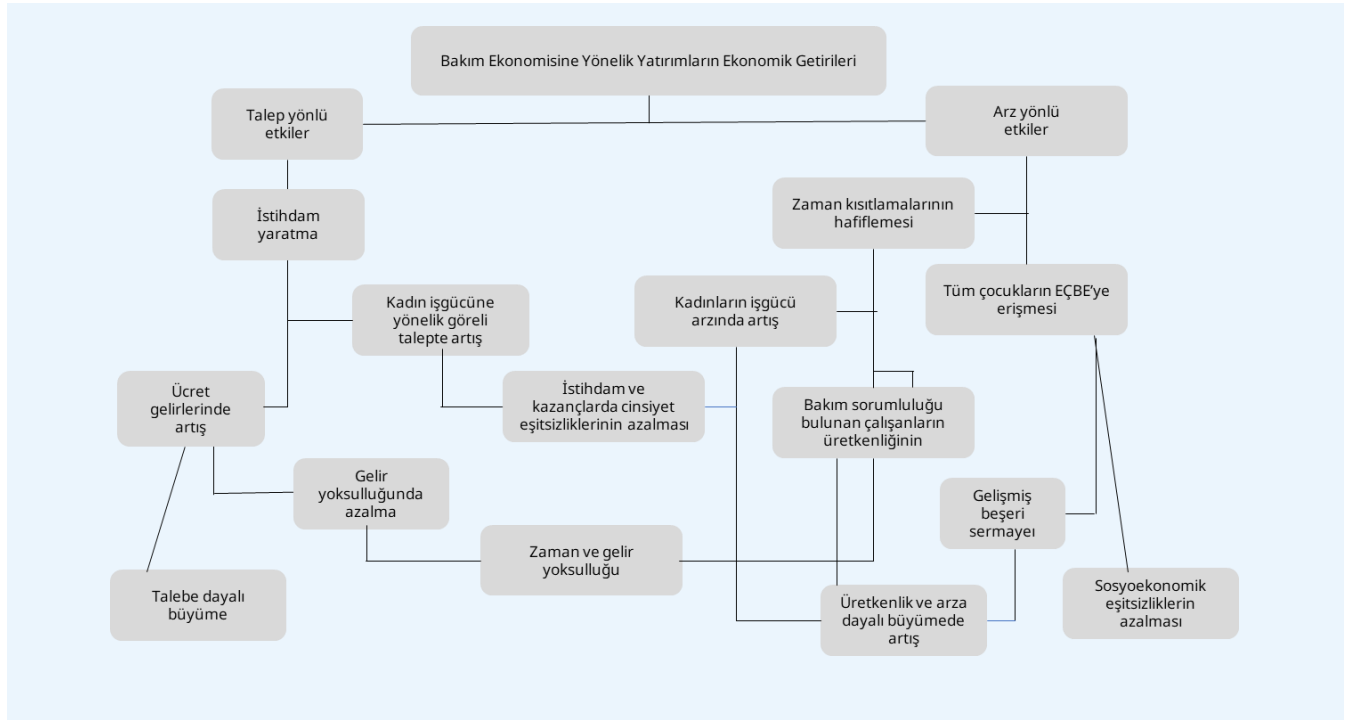 Bakım Ekonomisine Yönelik Yatırımların Ekonomik Getirileri
Talep yönlü
etkiler
Arz yönlü
etkiler
İstihdam
yaratma
Zaman kısıtlamalarının
hafiflemesi
Kadın işgücüne
yönelik göreli
talepte artış
Kadınların işgücü
arzında artış
Tüm çocukların EÇBE’ye
erişmesi
Ücret
gelirlerinde
artış
İstihdam ve
kazançlarda cinsiyet
eşitsizliklerinin azalması
Bakım sorumluluğu
bulunan çalışanların
üretkenliğinin
Gelir
yoksulluğunda
azalma
Gelişmiş
beşeri
sermayeı
Zaman ve gelir
yoksulluğu
Talebe dayalı
büyüme
Üretkenlik ve arza
dayalı büyümede
artış
Sosyoekonomik
eşitsizliklerin
azalması